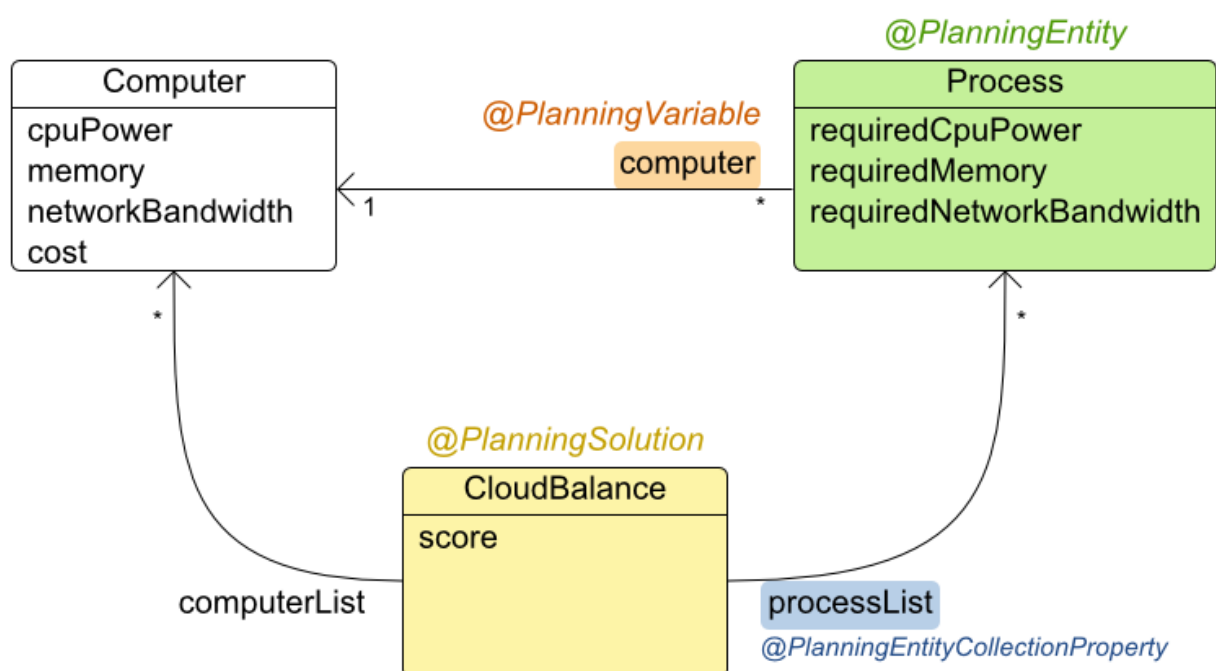 @PlanningEntity
Computer
cpuPower
memory
networkBandwidth
cost
@PlanningVariable
computer
1
*
Process
requiredCpuPower
requiredMemory
requiredNetworkBandwidth
*
*
@PlanningSolution
CloudBalance
score
computerList
processList
@PlanningEntityCollectionProperty